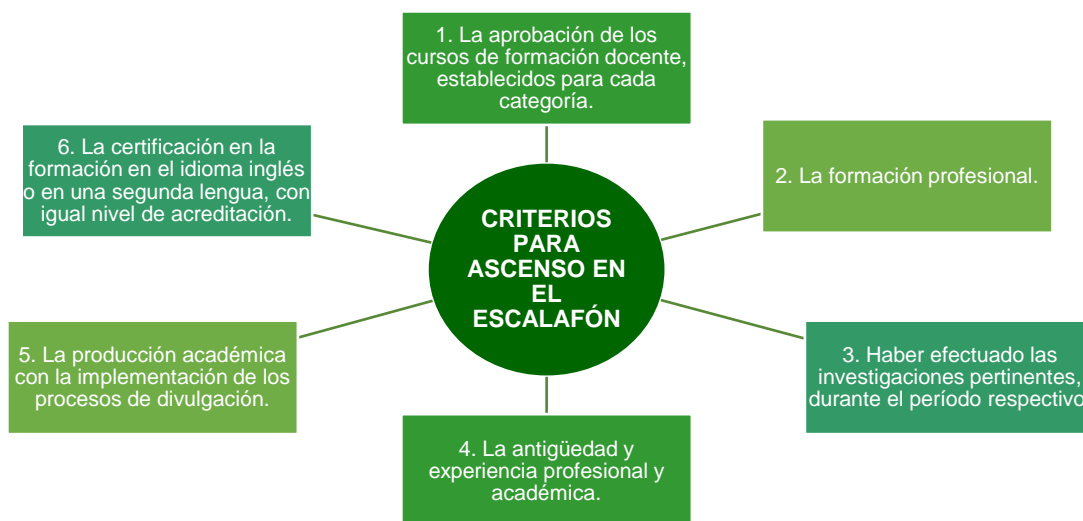 1. La aprobación de los
cursos de formación docente,
establecidos para cada
categoría.
2. La formación profesional.
3. Haber efectuado las
investigaciones pertinentes,
durante el período respectivo
4. La antigüedad y
experiencia profesional y
académica.
5. La producción académica
con la implementación de los
procesos de divulgación.
6. La certificación en la
formación en el idioma inglés
o en una segunda lengua, con
igual nivel de acreditación.
CRITERIOS
PARA
ASCENSO EN
EL
ESCALAFÓN